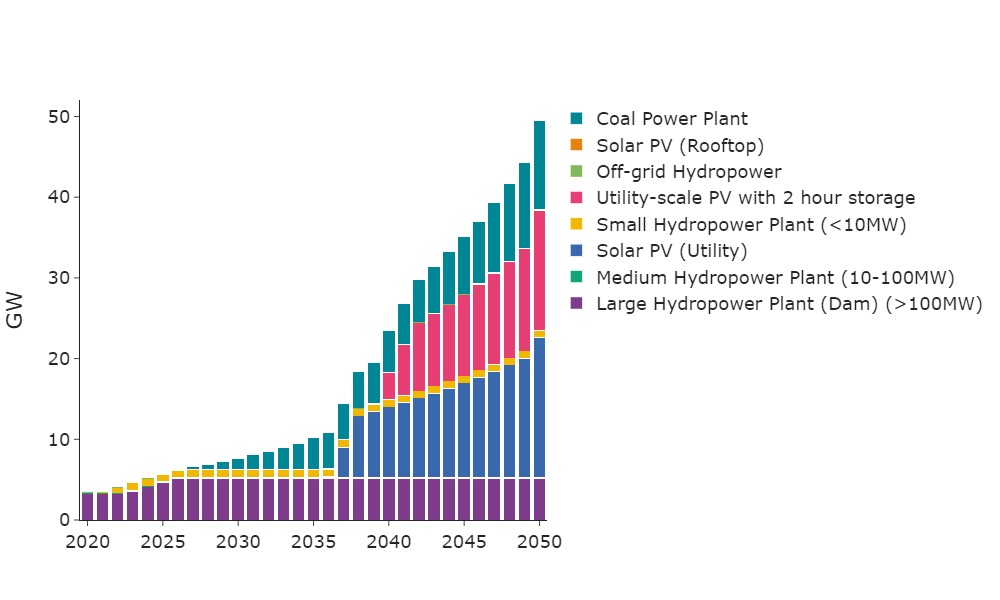 50
40
30
20
10
0
GW
2020 2025 2030 2035 2040 2045 2050
Coal Power Plant
Solar PV (Rooftop)
Off-grid Hydropower
Utility-scale PV with 2 hour storage
Small Hydropower Plant (<10MW)
Solar PV (Utility)
Medium Hydropower Plant (10-100MW)
Large Hydropower Plant (Dam) (>100MW)